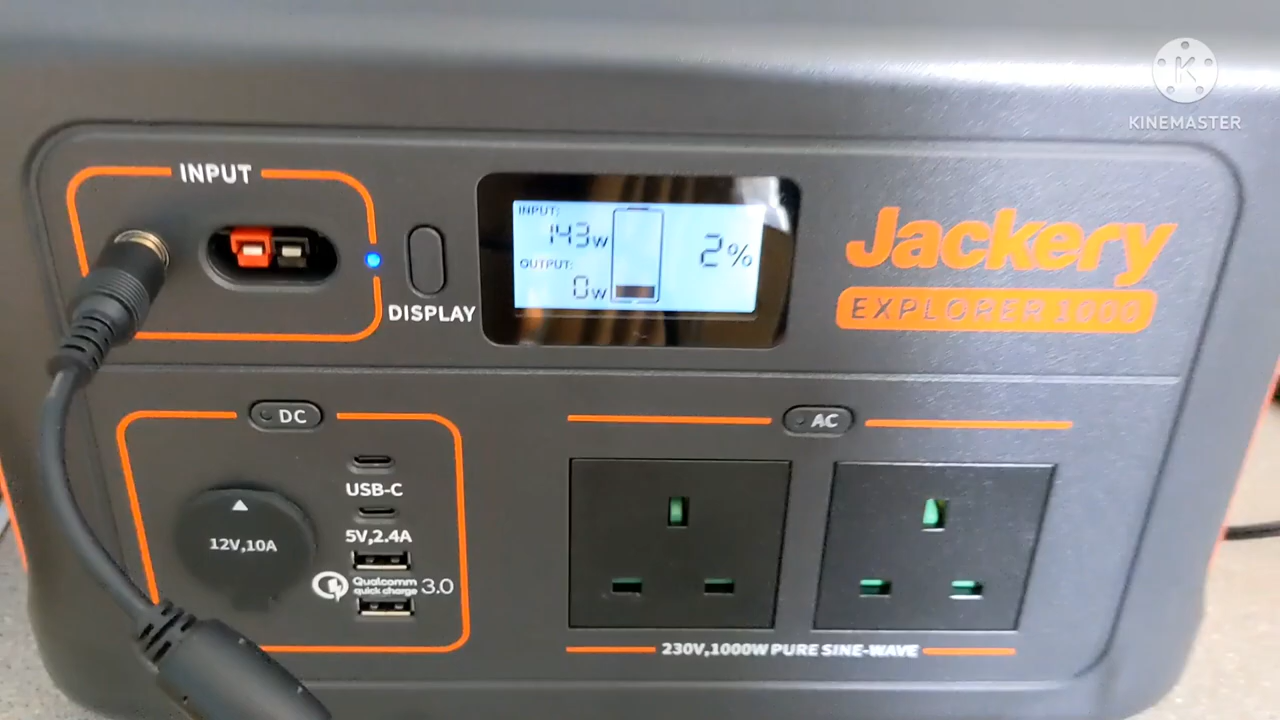 K
KINEMASTER
INPUT
INPUT:
143w
OUTPUT:
0w
2%
DISPLAY
Jackery
EXPLORER 1000
DC
AC
USB-C
5V,2.4A
12V,10A
Qualcomm
quick charge 3.0
230V,1000W PURE SINE-WAVE